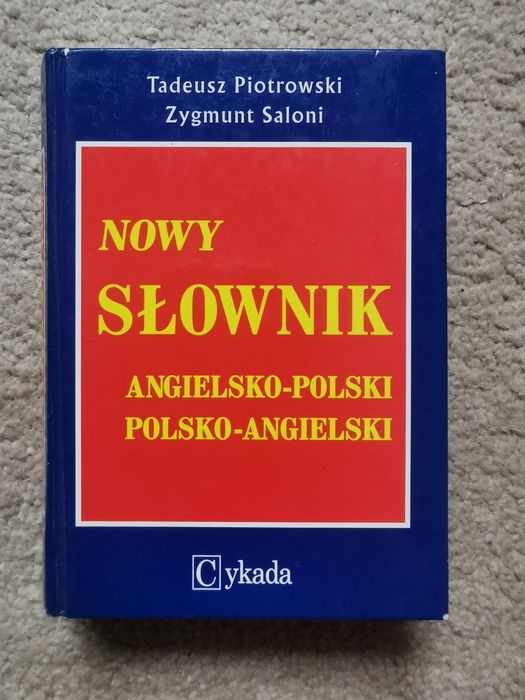 Tadeusz Piotrowski
Zygmunt Saloni
NOWY
SŁOWNIK
ANGIELSKO-POLSKI
POLSKO-ANGIELSKI
Cykada